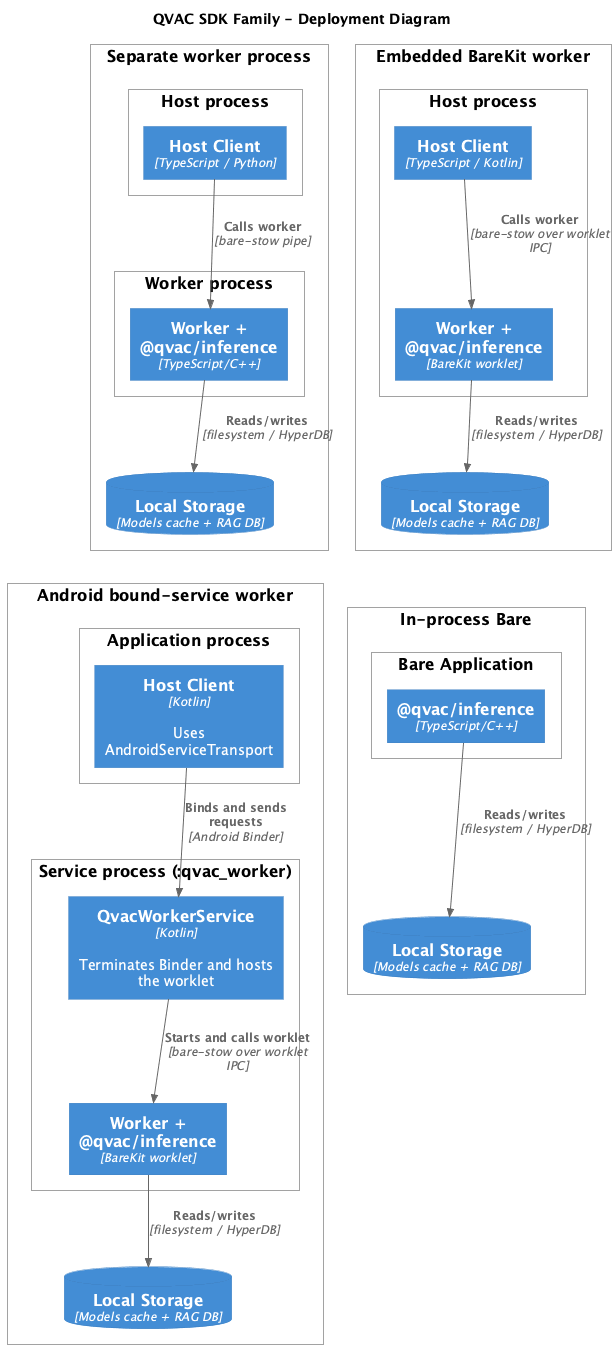 QVAC SDK Family – Deployment Diagram
Separate worker process
Host process
Host Client
[TypeScript / Python]
Calls worker
[bare-stow pipe]
Worker process
Worker +
@qvac/inference
[TypeScript/C++]
Reads/writes
[filesystem / HyperDB]
Local Storage
[Models cache + RAG DB]
Embedded BareKit worker
Host process
Host Client
[TypeScript / Kotlin]
Calls worker
[bare-stow over worklet
IPC]
Worker +
@qvac/inference
[BareKit worklet]
Reads/writes
[filesystem / HyperDB]
Local Storage
[Models cache + RAG DB]
Android bound-service worker
Application process
Host Client
[Kotlin]
Uses
AndroidServiceTransport
Binds and sends
requests
[Android Binder]
Service process (:qvac_worker)
QvacWorkerService
[Kotlin]
Terminates Binder and hosts
the worklet
Starts and calls worklet
[bare-stow over worklet
IPC]
Worker +
@qvac/inference
[BareKit worklet]
Reads/writes
[filesystem / HyperDB]
Local Storage
[Models cache + RAG DB]
In-process Bare
Bare Application
@qvac/inference
[TypeScript/C++]
Reads/writes
[filesystem / HyperDB]
Local Storage
[Models cache + RAG DB]